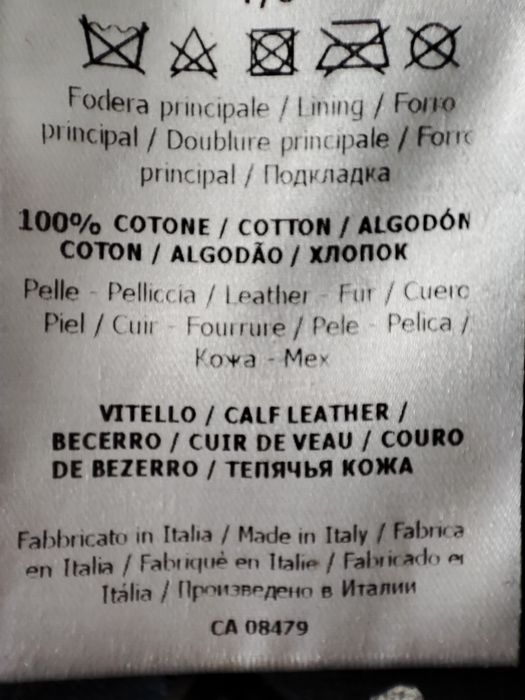 Fodera principale / Lining / Forro
principal / Doublure principale / Forro
principal / Подкладка
100% COTONE / COTTON / ALGODÓN
COTON / ALGODÃO / ХЛОПОК
Pelle - Pelliccia / Leather - Fur / Cuero
Piel / Cuir - Fourrure / Pele - Pelica /
Кожа - Мех
VITELLO / CALF LEATHER /
BECERRO / CUIR DE VEAU / COURO
DE BEZERRO / ТЕПЯЧЬЯ КОЖА
Fabbricato in Italia / Made in Italy / Fabrica
en Italia / Fabriqué en Italie / Fabricado em
Itália / Произведено в Италии
CA 08479